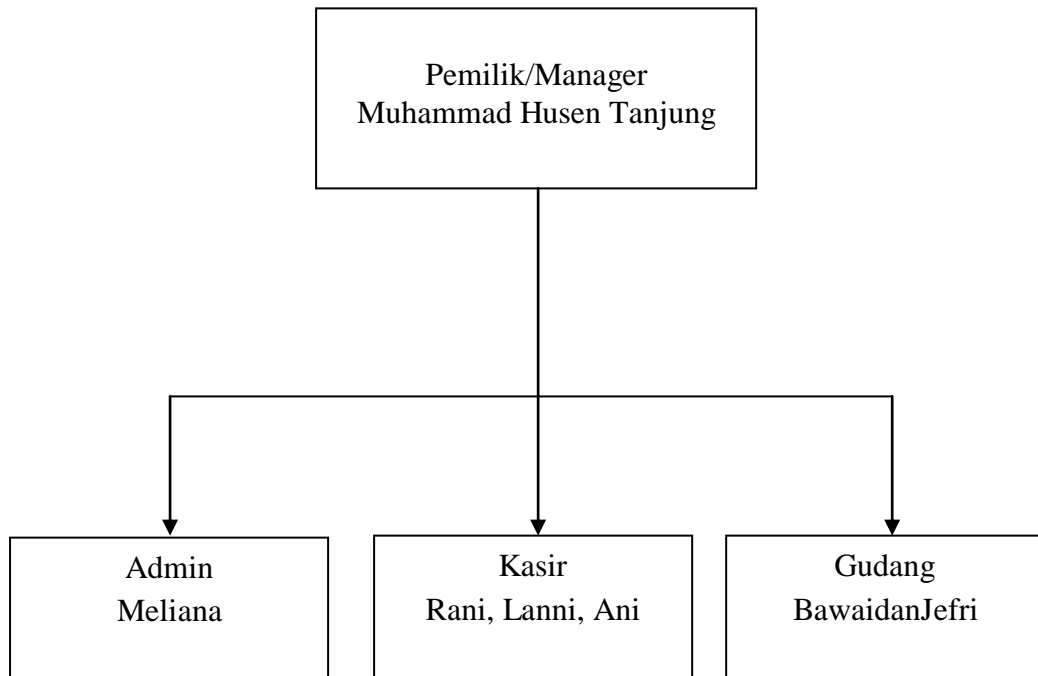 Pemilik/Manager
Muhammad Husen Tanjung
Admin
Meliana
Kasir
Rani, Lanni, Ani
Gudang
BawaidanJefri